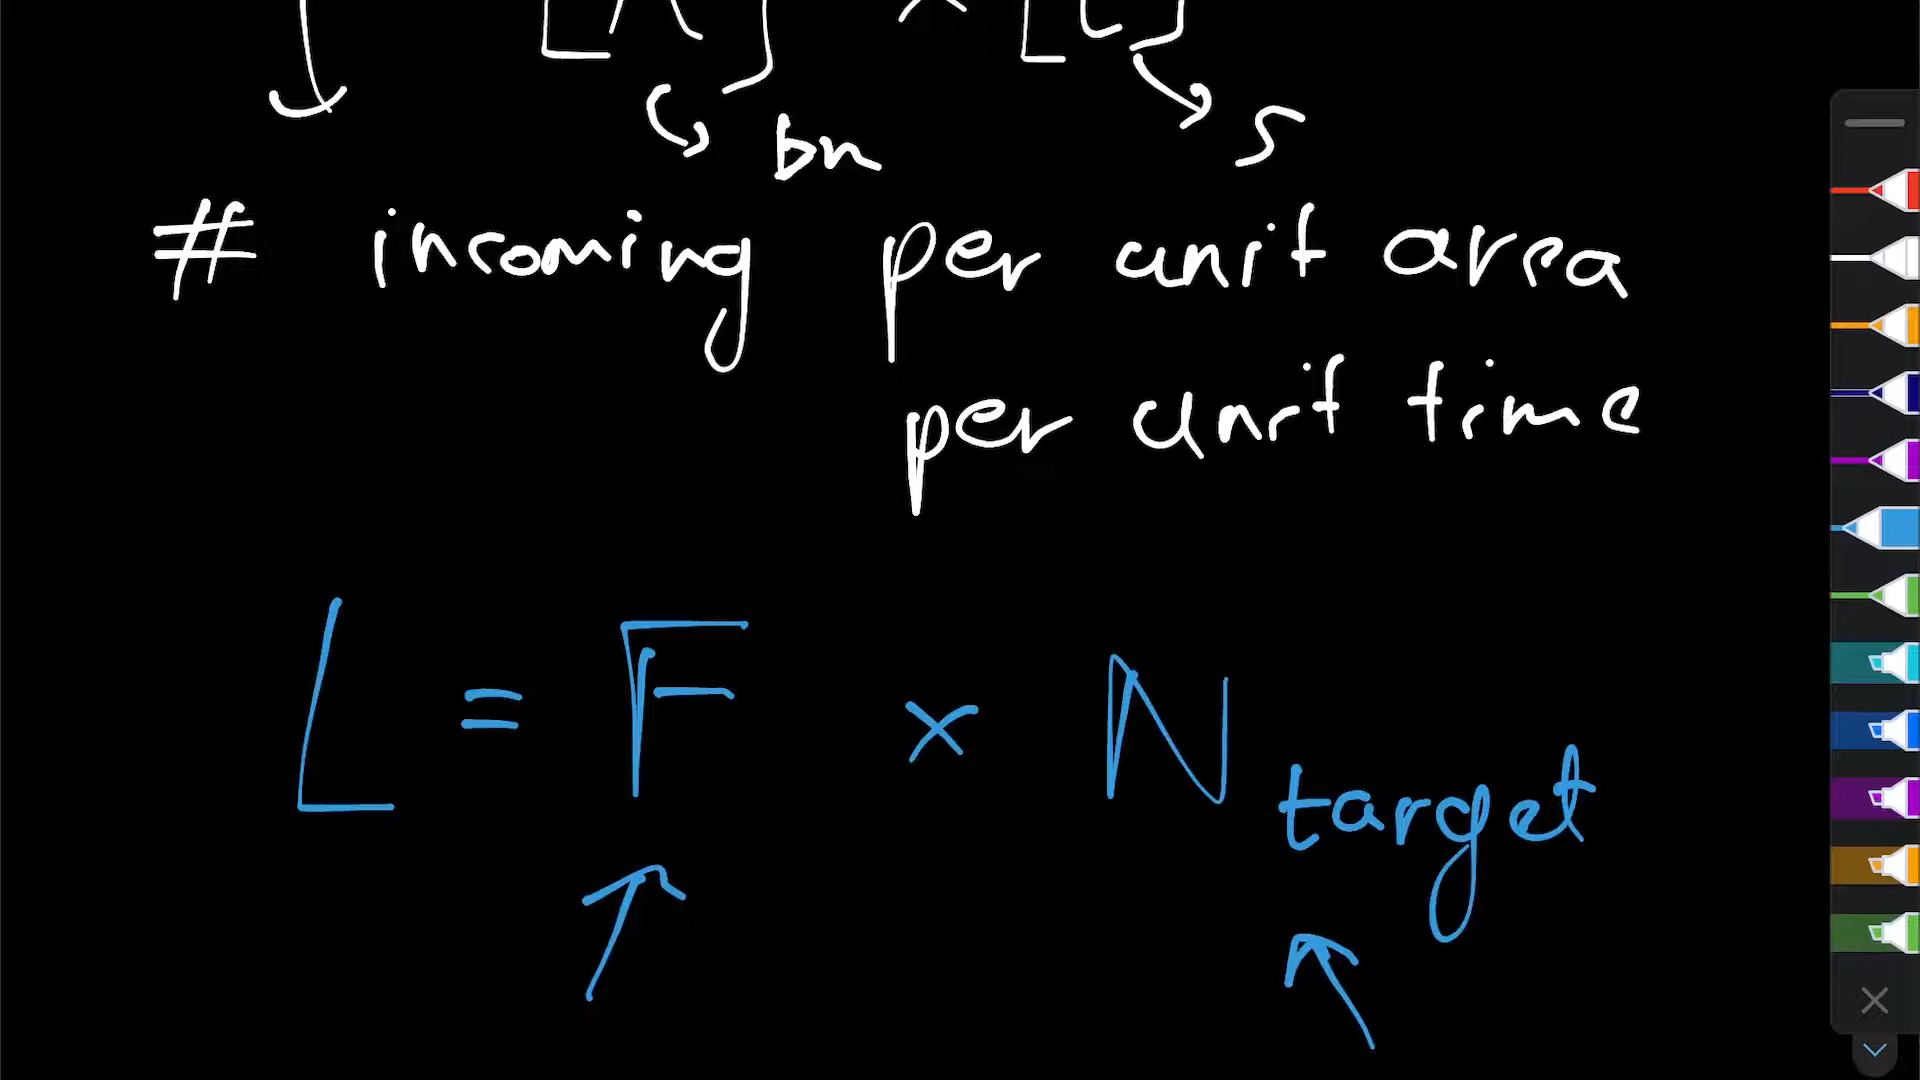 [A] × [t]
bn s
# incoming per unit area
per unit time
L = F × N target